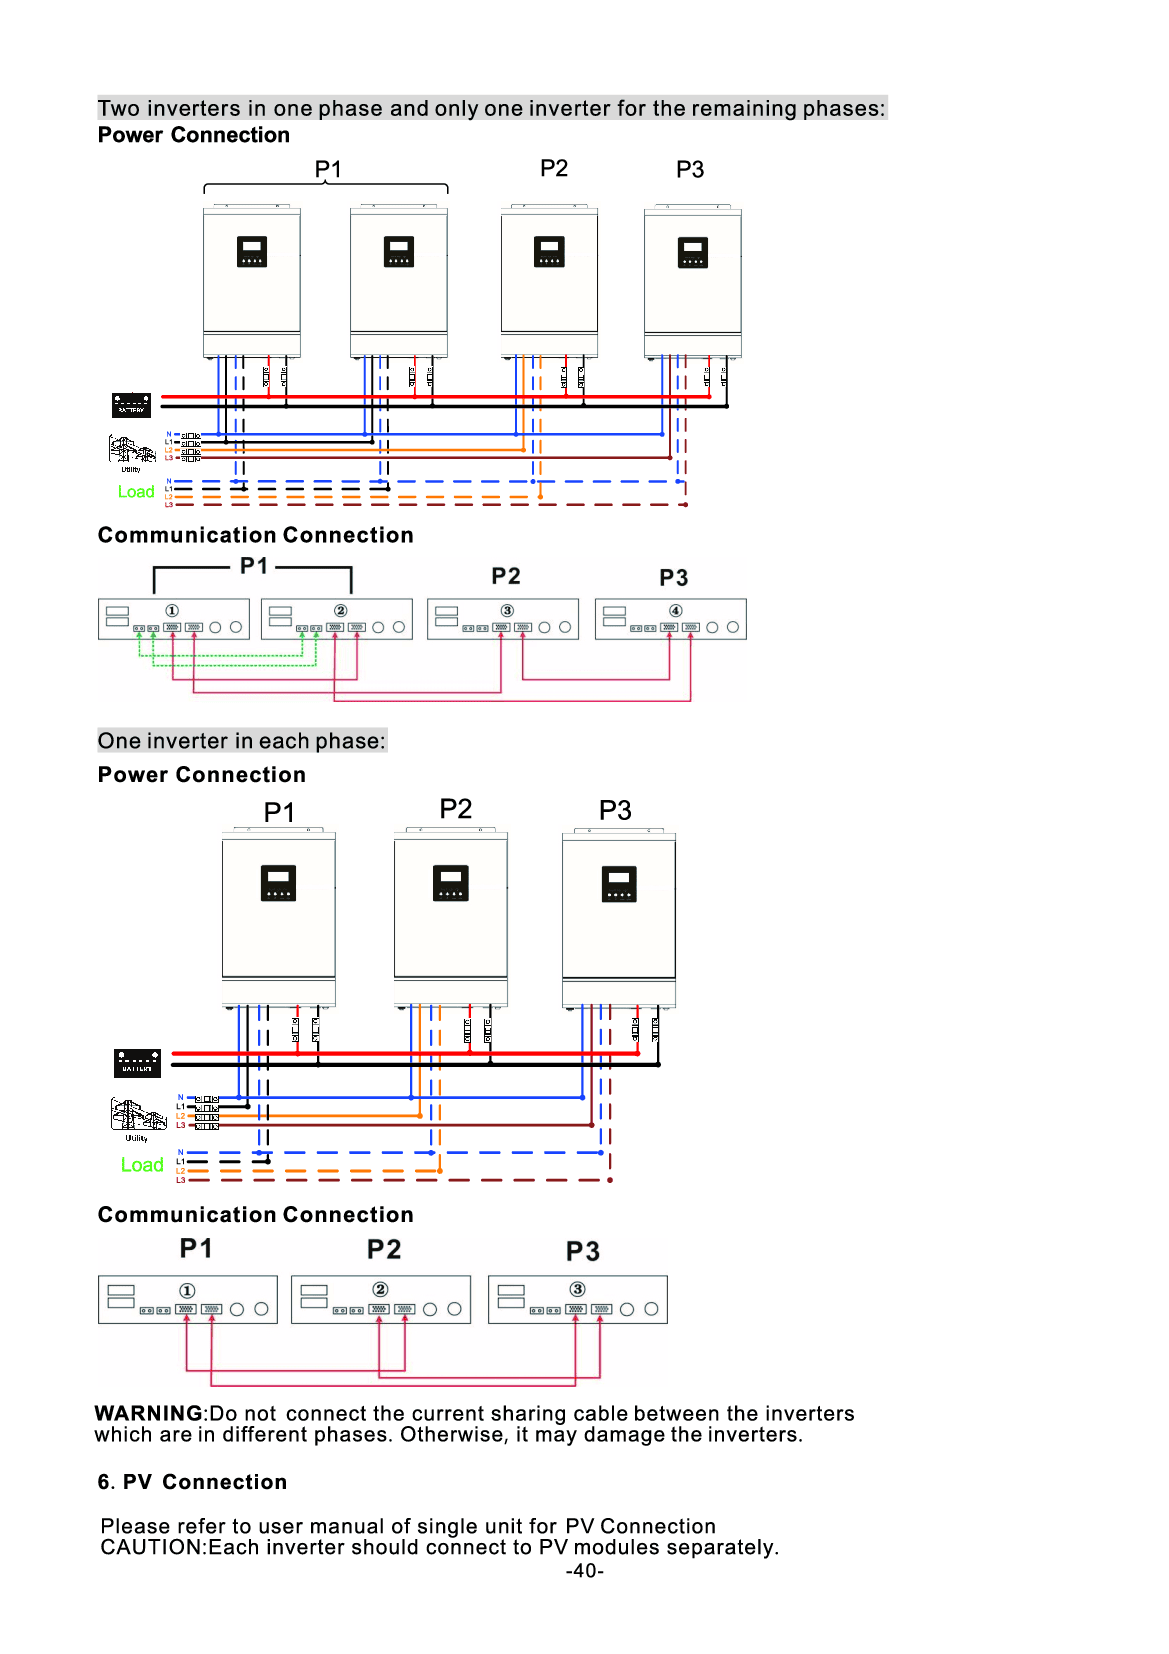 Two inverters in one phase and only one inverter for the remaining phases:
Power Connection
P1 P2 P3
BATTERY
N
L1
L2
L3
Utility
Load
N
L1
L2
L3
Communication Connection
P1 P2 P3
① ② ③ ④
One inverter in each phase:
Power Connection
P1 P2 P3
BATTERY
N
L1
L2
L3
Utility
Load
N
L1
L2
L3
Communication Connection
P1 P2 P3
① ② ③
WARNING:Do not connect the current sharing cable between the inverters
which are in different phases. Otherwise, it may damage the inverters.
6. PV Connection
Please refer to user manual of single unit for PV Connection
CAUTION:Each inverter should connect to PV modules separately.
-40-